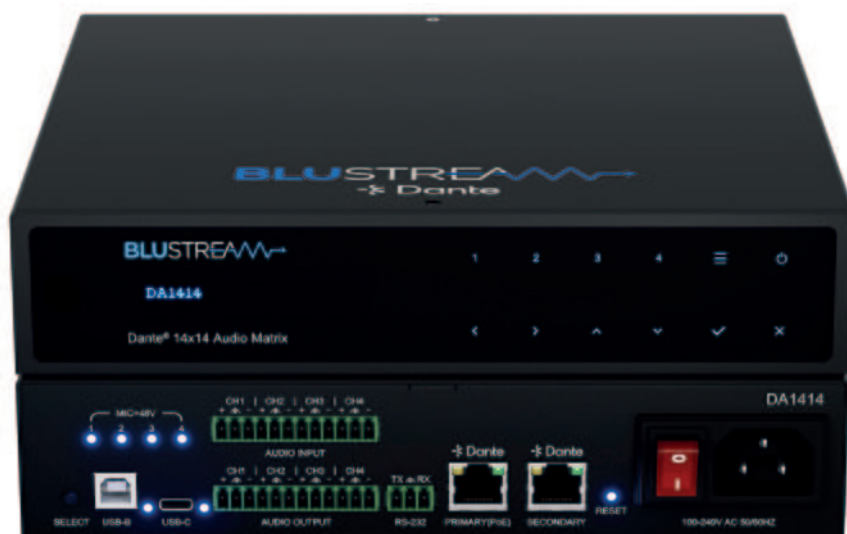 BLUSTREAM
Dante
BLUSTREAM
DA1414
Dante® 14x14 Audio Matrix
1 2 3 4
DA1414
MIC+48V
1 2 3 4
CH1 | CH2 | CH3 | CH4
+ - + - + - + -
AUDIO INPUT
CH1 | CH2 | CH3 | CH4
+ - + - + - + -
AUDIO OUTPUT
TX RX
RS-232
Dante
PRIMARY(PoE)
Dante
SECONDARY
RESET
SELECT
USB-B
USB-C
100-240V AC 50/60HZ